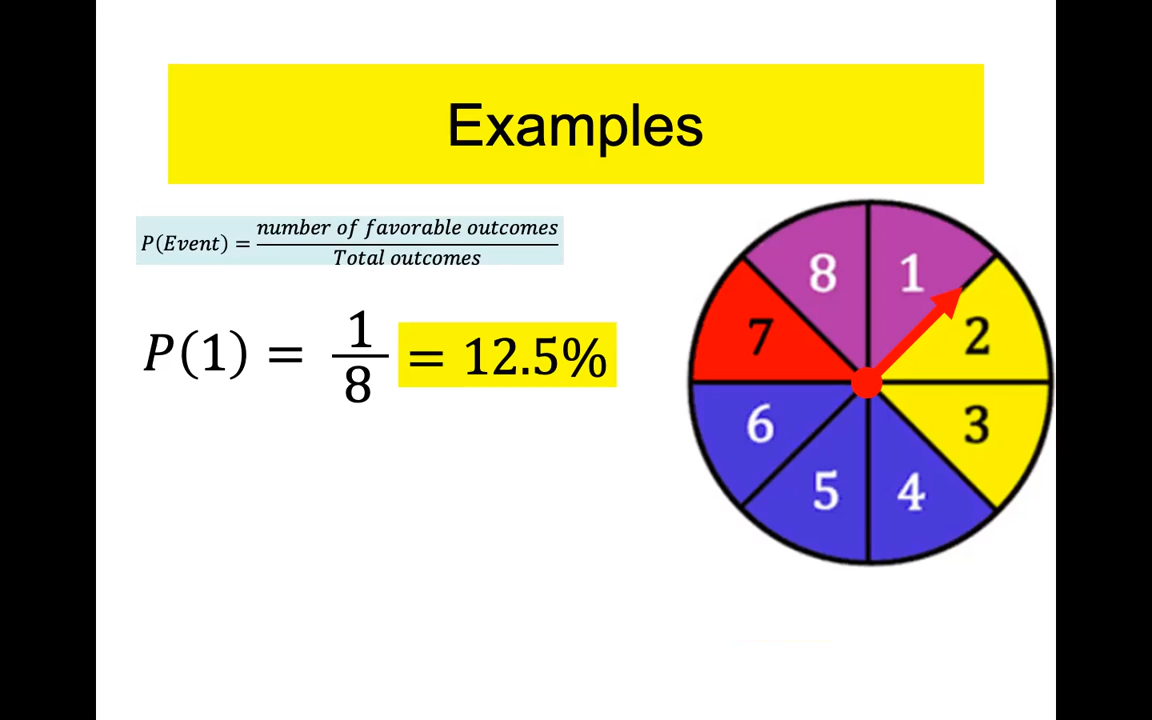 Examples
P(Event) = number of favorable outcomes / Total outcomes
P(1) = 1/8 = 12.5%
8 1
7 2
6 3
5 4